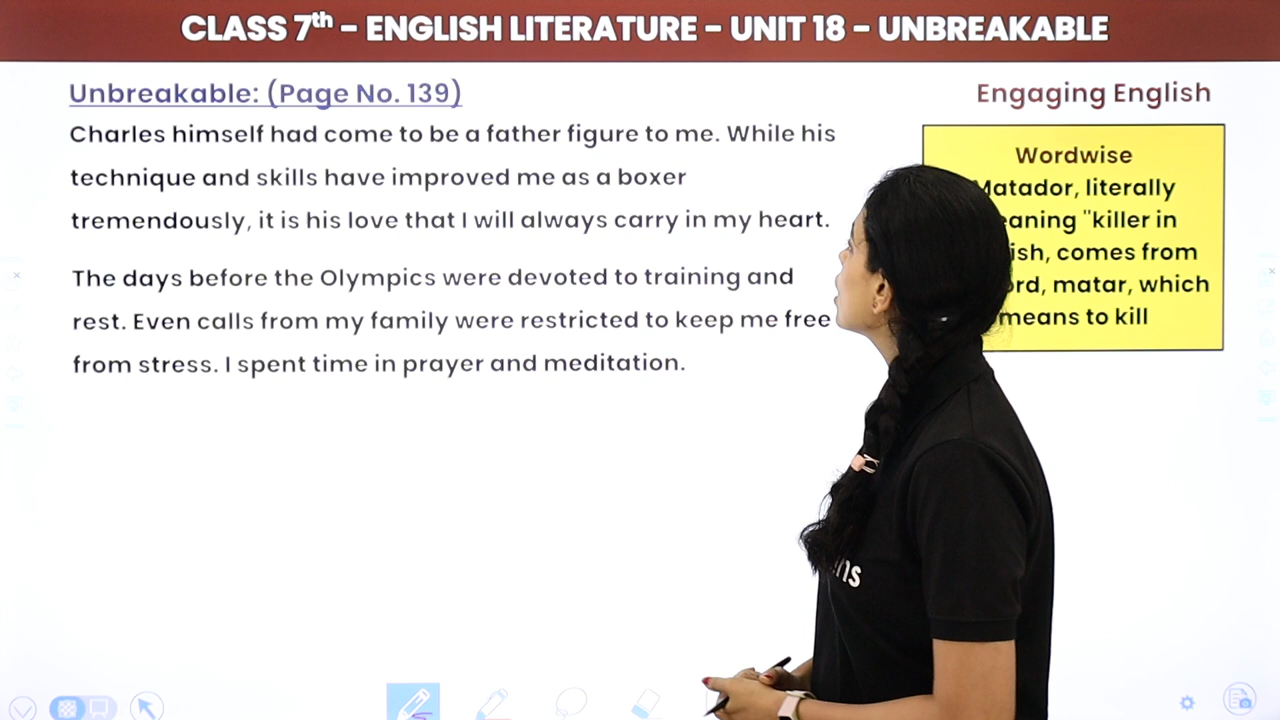 CLASS 7th - ENGLISH LITERATURE - UNIT 18 - UNBREAKABLE
Unbreakable: (Page No. 139)
Charles himself had come to be a father figure to me. While his
technique and skills have improved me as a boxer
tremendously, it is his love that I will always carry in my heart.
The days before the Olympics were devoted to training and
rest. Even calls from my family were restricted to keep me free
from stress. I spent time in prayer and meditation.
Engaging English
Wordwise
Matador, literally
"killer in
comes from
matar, which
means to kill